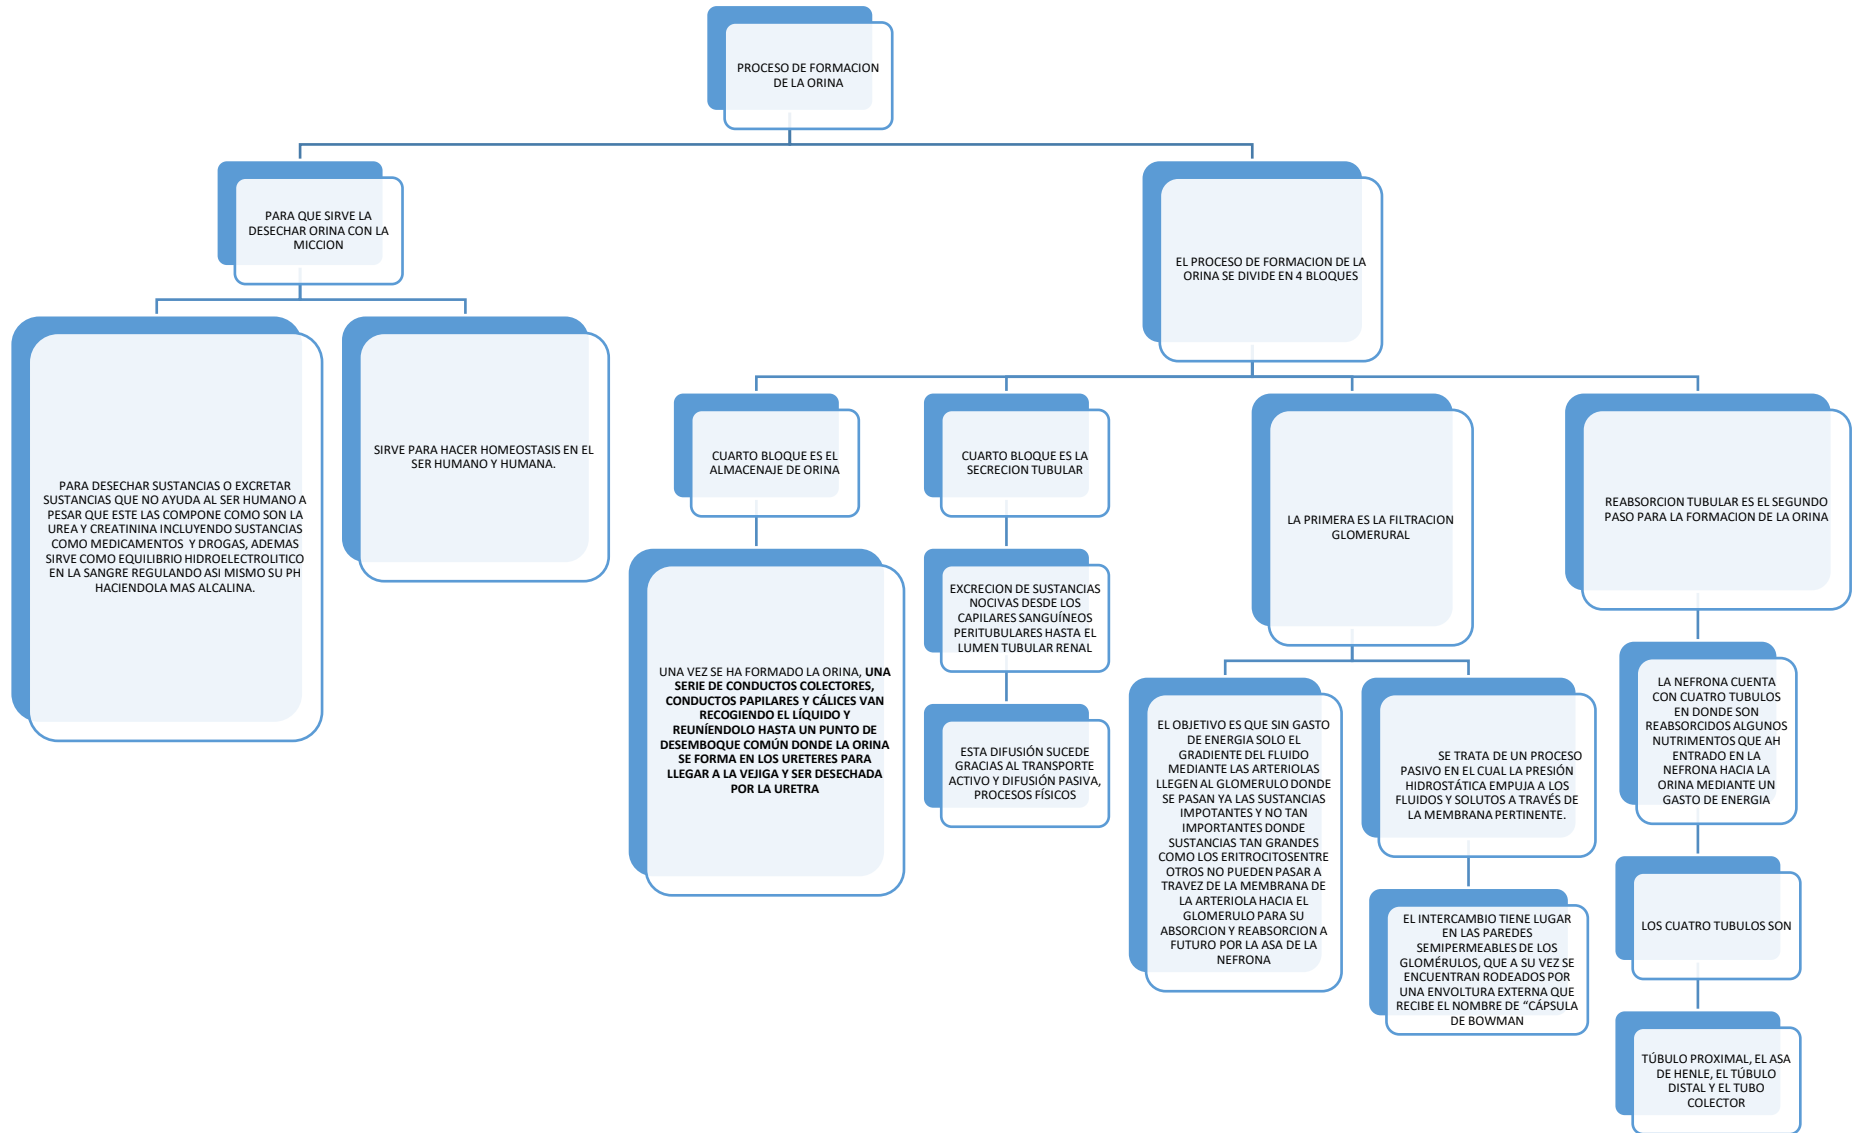 PROCESO DE FORMACION
DE LA ORINA
PARA QUE SIRVE LA
DESECHAR ORINA CON LA
MICCION
PARA DESECHAR SUSTANCIAS O EXCRETAR
SUSTANCIAS QUE NO AYUDA AL SER HUMANO A
PESAR QUE ESTE LAS COMPONE COMO SON LA
UREA Y CREATININA INCLUYENDO SUSTANCIAS
COMO MEDICAMENTOS Y DROGAS, ADEMAS
SIRVE COMO EQUILIBRIO HIDROELECTROLITICO
EN LA SANGRE REGULANDO ASI MISMO SU PH
HACIENDOLA MAS ALCALINA.
SIRVE PARA HACER HOMEOSTASIS EN EL
SER HUMANO Y HUMANA.
EL PROCESO DE FORMACION DE LA
ORINA SE DIVIDE EN 4 BLOQUES
CUARTO BLOQUE ES EL
ALMACENAJE DE ORINA
UNA VEZ SE HA FORMADO LA ORINA, UNA
SERIE DE CONDUCTOS COLECTORES,
CONDUCTOS PAPILARES Y CÁLICES VAN
RECOGIENDO EL LÍQUIDO Y
REUNÍENDOLO HASTA UN PUNTO DE
DESEMBOQUE COMÚN DONDE LA ORINA
SE FORMA EN LOS URETERES PARA
LLEGAR A LA VEJIGA Y SER DESECHADA
POR LA URETRA
CUARTO BLOQUE ES LA
SECRECION TUBULAR
EXCRECION DE SUSTANCIAS
NOCIVAS DESDE LOS
CAPILARES SANGUÍNEOS
PERITUBULARES HASTA EL
LUMEN TUBULAR RENAL
ESTA DIFUSIÓN SUCEDE
GRACIAS AL TRANSPORTE
ACTIVO Y DIFUSIÓN PASIVA,
PROCESOS FÍSICOS
LA PRIMERA ES LA FILTRACION
GLOMERURAL
EL OBJETIVO ES QUE SIN GASTO
DE ENERGIA SOLO EL
GRADIENTE DEL FLUIDO
MEDIANTE LAS ARTERIOLAS
LLEGEN AL GLOMERULO DONDE
SE PASAN YA LAS SUSTANCIAS
IMPOTANTES Y NO TAN
IMPORTANTES DONDE
SUSTANCIAS TAN GRANDES
COMO LOS ERITROCITOSENTRE
OTROS NO PUEDEN PASAR A
TRAVEZ DE LA MEMBRANA DE
LA ARTERIOLA HACIA EL
GLOMERULO PARA SU
ABSORCION Y REABSORCION A
FUTURO POR LA ASA DE LA
NEFRONA
SE TRATA DE UN PROCESO
PASIVO EN EL CUAL LA PRESIÓN
HIDROSTÁTICA EMPUJA A LOS
FLUIDOS Y SOLUTOS A TRAVÉS DE
LA MEMBRANA PERTINENTE.
EL INTERCAMBIO TIENE LUGAR
EN LAS PAREDES
SEMIPERMEABLES DE LOS
GLOMÉRULOS, QUE A SU VEZ SE
ENCUENTRAN RODEADOS POR
UNA ENVOLTURA EXTERNA QUE
RECIBE EL NOMBRE DE “CÁPSULA
DE BOWMAN
REABSORCION TUBULAR ES EL SEGUNDO
PASO PARA LA FORMACION DE LA ORINA
LA NEFRONA CUENTA
CON CUATRO TUBULOS
EN DONDE SON
REABSORCIDOS ALGUNOS
NUTRIMENTOS QUE AH
ENTRADO EN LA
NEFRONA HACIA LA
ORINA MEDIANTE UN
GASTO DE ENERGIA
LOS CUATRO TUBULOS SON
TÚBULO PROXIMAL, EL ASA
DE HENLE, EL TÚBULO
DISTAL Y EL TUBO
COLECTOR